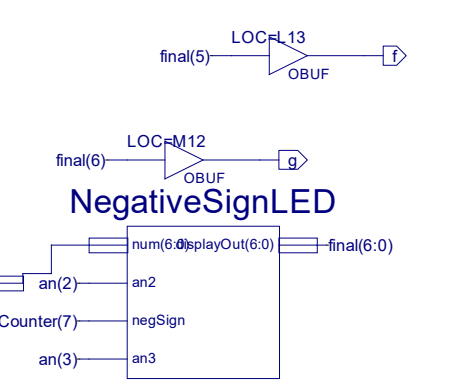 LOC=L13
final(5)
f
OBUF
LOC=M12
final(6)
g
OBUF
NegativeSignLED
num(6:0)
displayOut(6:0)
final(6:0)
an(2)
an2
Counter(7)
negSign
an(3)
an3